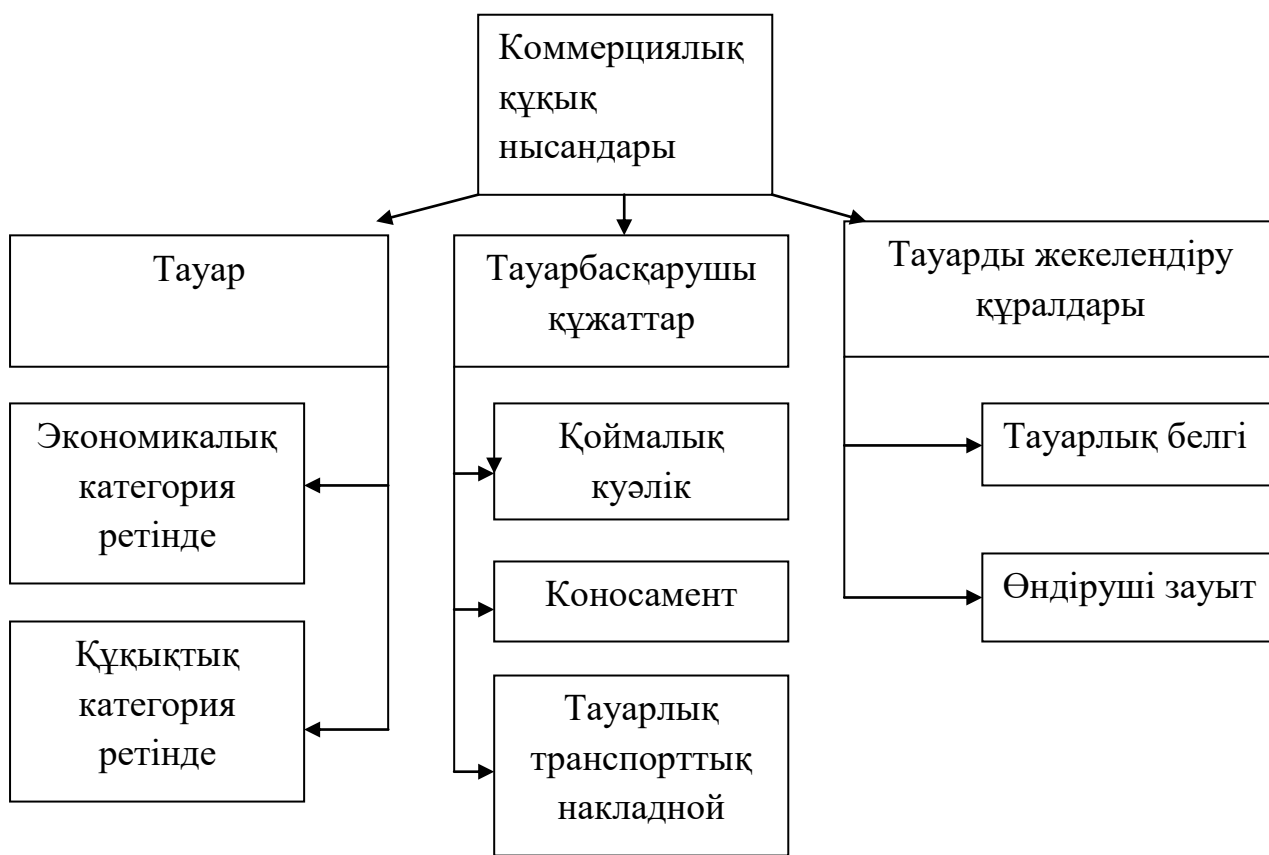 Коммерциялық
құқық
нысандары
Тауар
Тауарбасқарушы
құжаттар
Тауарды жекелендіру
құралдары
Экономикалық
категория
ретінде
Құқықтық
категория
ретінде
Қоймалық
куәлік
Коносамент
Тауарлық
транспорттық
накладной
Тауарлық белгі
Өндіруші зауыт